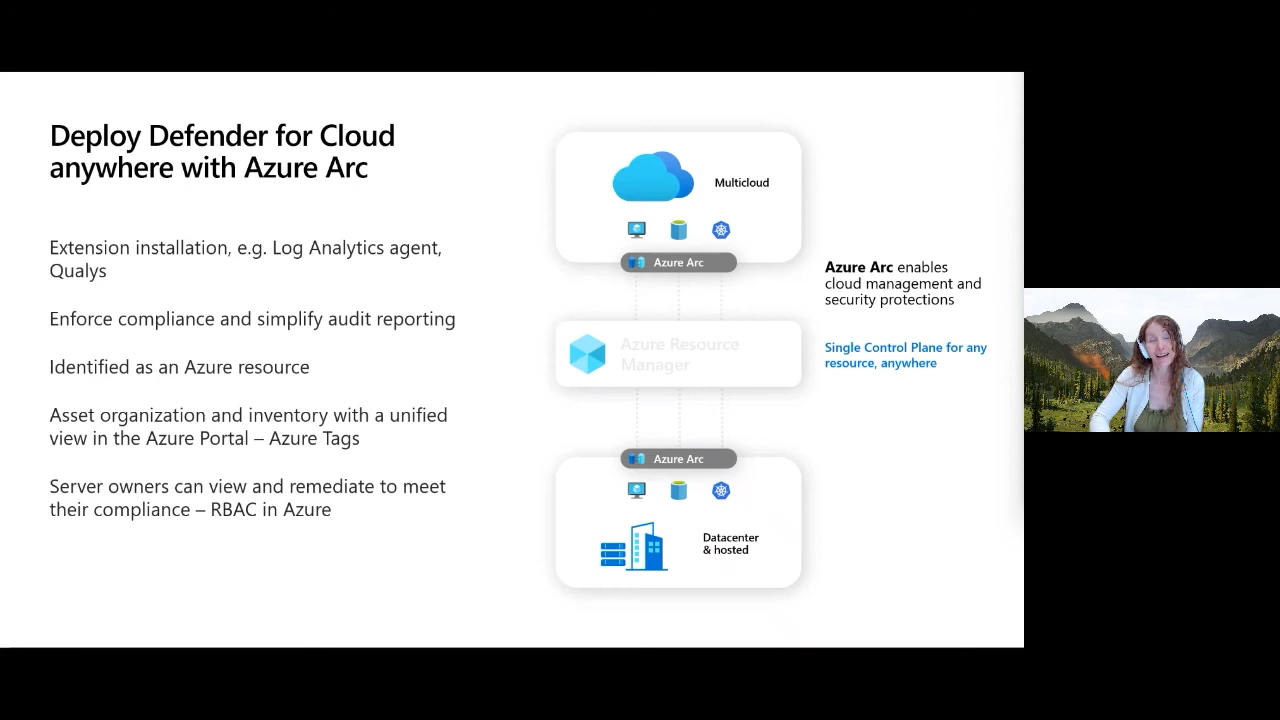 Deploy Defender for Cloud
anywhere with Azure Arc
Extension installation, e.g. Log Analytics agent,
Qualys
Enforce compliance and simplify audit reporting
Identified as an Azure resource
Asset organization and inventory with a unified
view in the Azure Portal – Azure Tags
Server owners can view and remediate to meet
their compliance – RBAC in Azure
Multicloud
Azure Arc
Azure Resource
Manager
Azure Arc
Datacenter
& hosted
Azure Arc enables
cloud management and
security protections
Single Control Plane for any
resource, anywhere